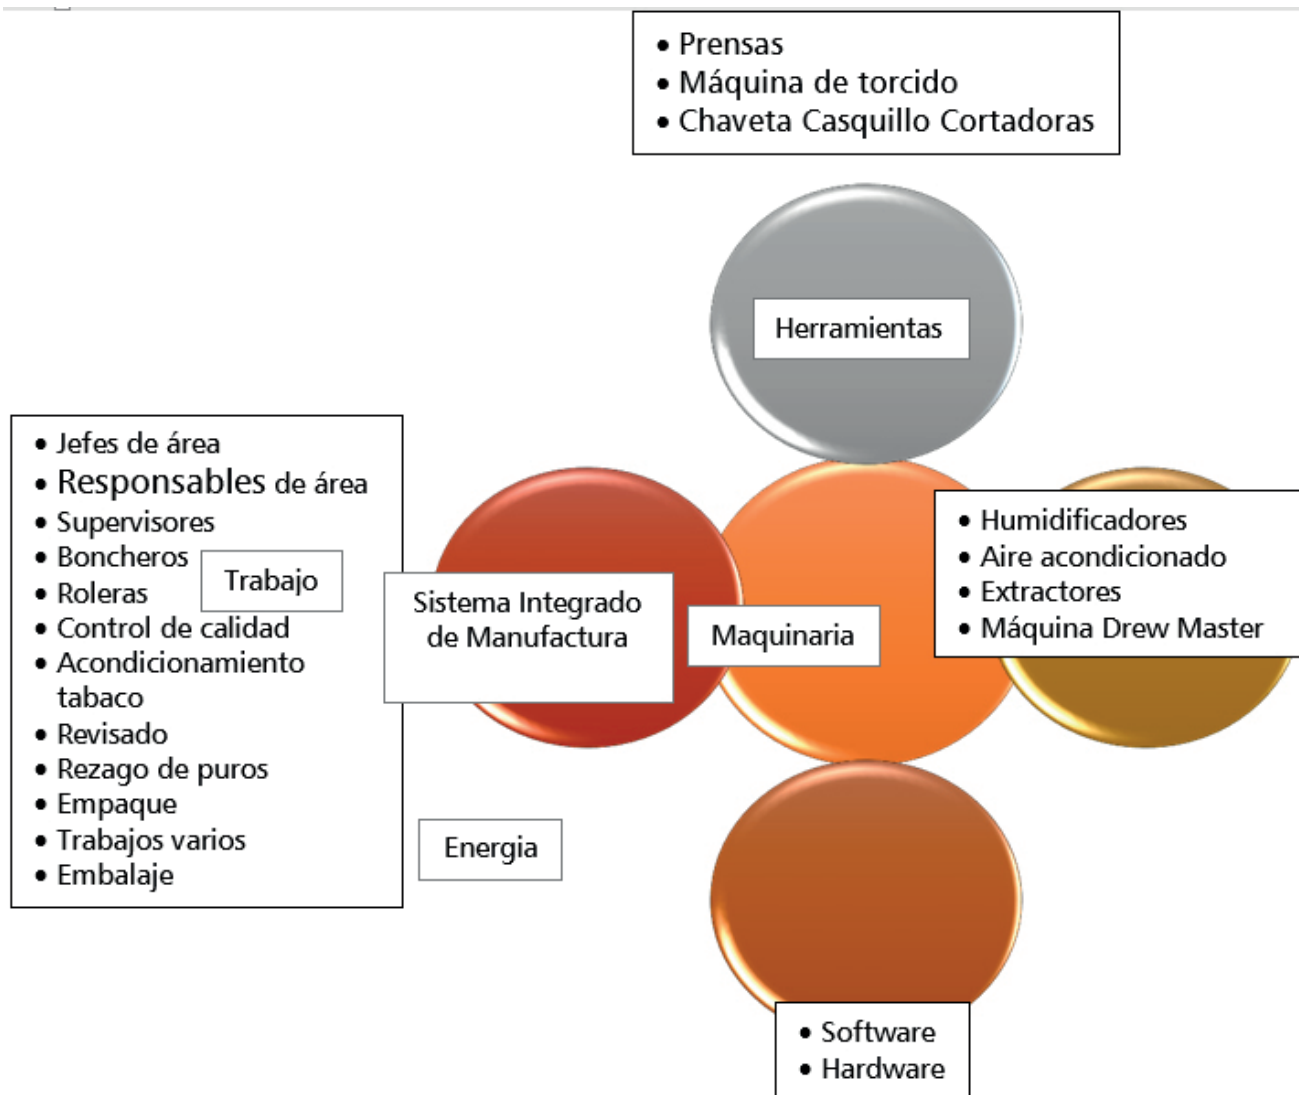 • Prensas
• Máquina de torcido
• Chaveta Casquillo Cortadoras
Herramientas
• Jefes de área
• Responsables de área
• Supervisores
• Boncheros
• Roleras
• Control de calidad
• Acondicionamiento
tabaco
• Revisado
• Rezago de puros
• Empaque
• Trabajos varios
• Embalaje
Trabajo
Sistema Integrado
de Manufactura
Maquinaria
• Humidificadores
• Aire acondicionado
• Extractores
• Máquina Drew Master
Energia
• Software
• Hardware